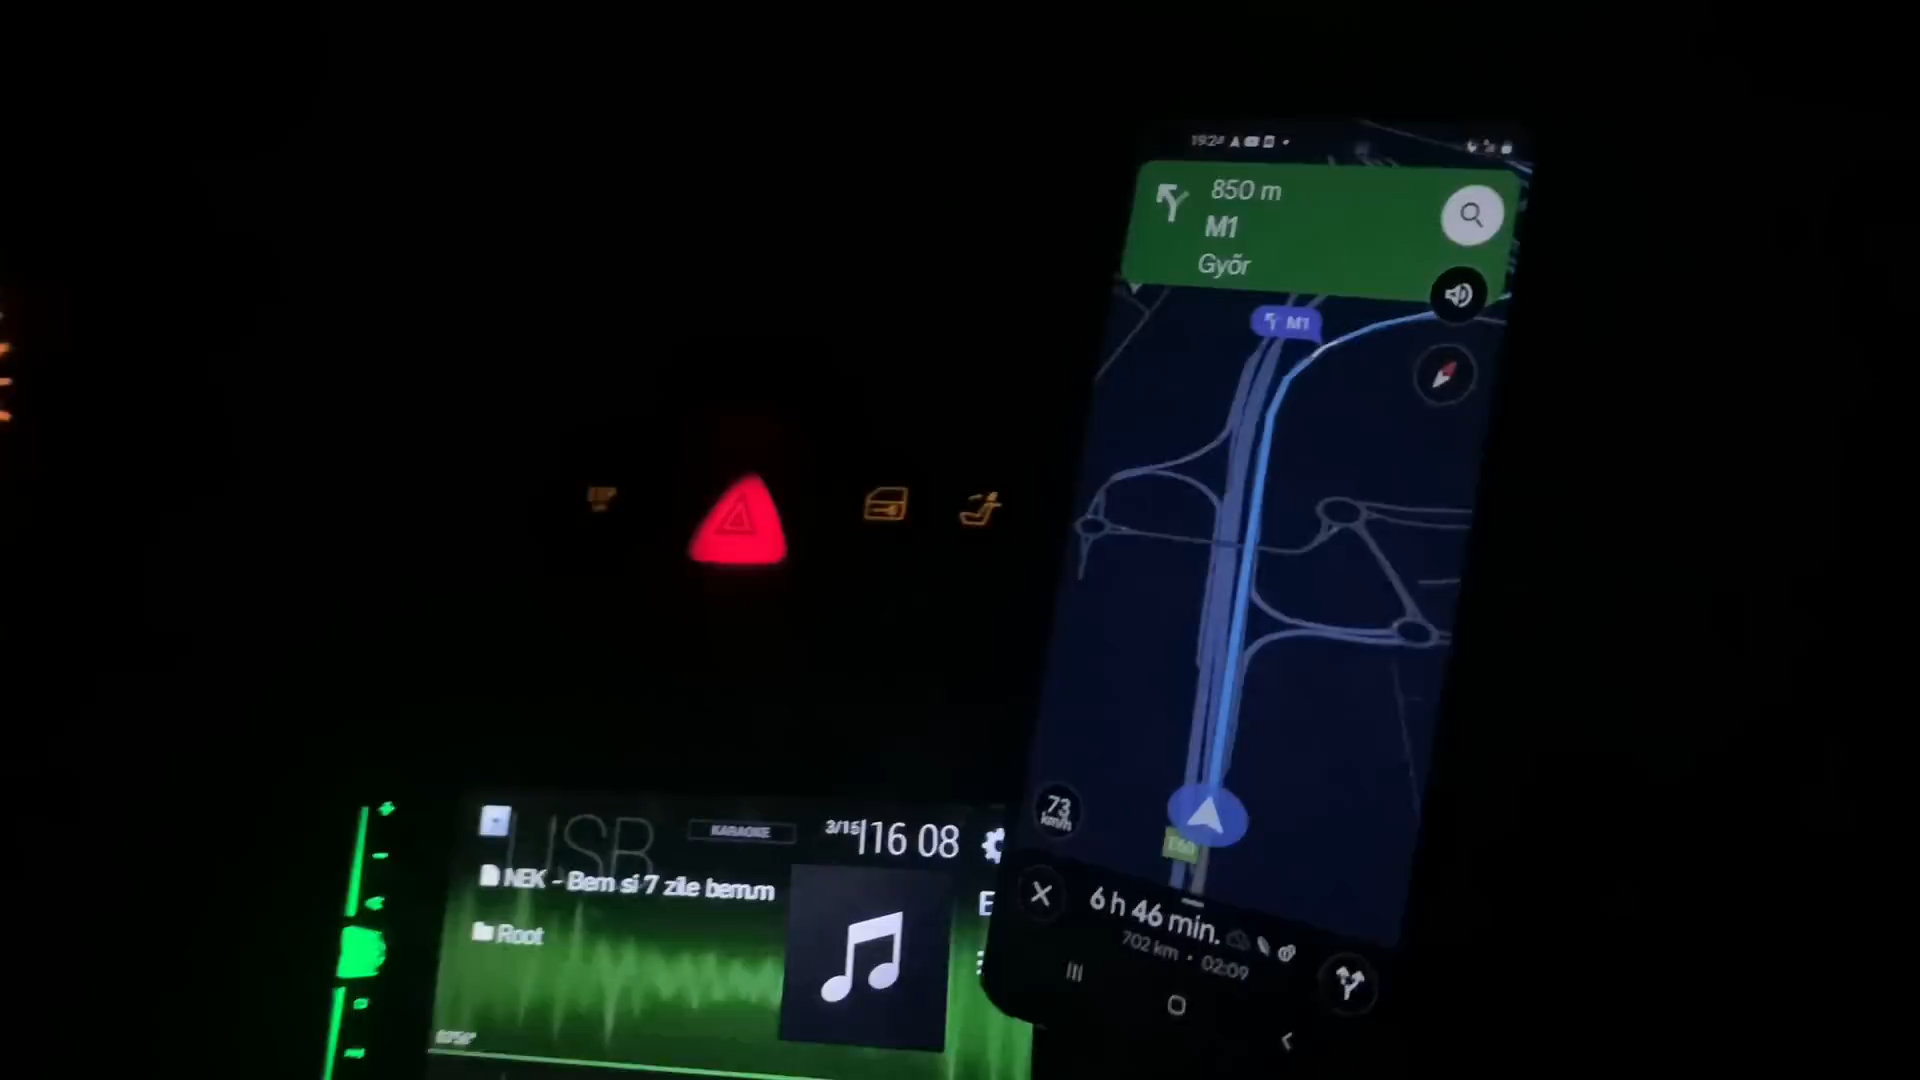 850 m
M1
Győr
M1
73
km/h
6 h 46 min.
702 km • 02:09
USB
KARAOKE
3/15
16 08
NEK - Bem si 7 zile bem.m
Root